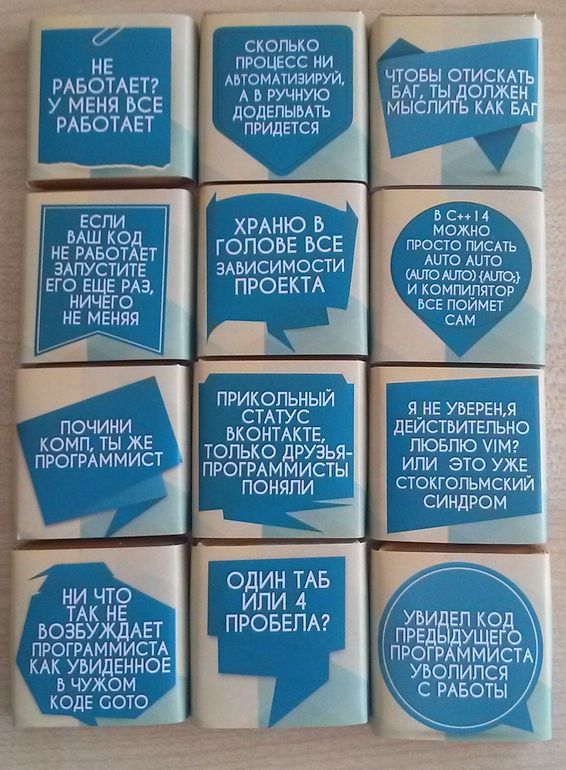 НЕ
РАБОТАЕТ?
У МЕНЯ ВСЕ
РАБОТАЕТ
СКОЛЬКО
ПРОЦЕСС НИ
АВТОМАТИЗИРУЙ,
А В РУЧНУЮ
ДОДЕЛЫВАТЬ
ПРИДЕТСЯ
ЧТОБЫ ОТИСКАТЬ
БАГ, ТЫ ДОЛЖЕН
МЫСЛИТЬ КАК БАГ
ЕСЛИ
ВАШ КОД
НЕ РАБОТАЕТ
ЗАПУСТИТЕ
ЕГО ЕЩЕ РАЗ,
НИЧЕГО
НЕ МЕНЯЯ
ХРАНЮ В
ГОЛОВЕ ВСЕ
ЗАВИСИМОСТИ
ПРОЕКТА
В C++14
МОЖНО
ПРОСТО ПИСАТЬ
AUTO AUTO
(AUTO AUTO) {AUTO;}
И КОМПИЛЯТОР
ВСЕ ПОЙМЕТ
САМ
ПОЧИНИ
КОМП, ТЫ ЖЕ
ПРОГРАММИСТ
ПРИКОЛЬНЫЙ
СТАТУС
ВКОНТАКТЕ,
ТОЛЬКО ДРУЗЬЯ-
ПРОГРАММИСТЫ
ПОНЯЛИ
Я НЕ УВЕРЕН,Я
ДЕЙСТВИТЕЛЬНО
ЛЮБЛЮ VIM?
ИЛИ ЭТО УЖЕ
СТОКГОЛЬМСКИЙ
СИНДРОМ
НИ ЧТО
ТАК НЕ
ВОЗБУЖДАЕТ
ПРОГРАММИСТА
КАК УВИДЕННОЕ
В ЧУЖОМ
КОДЕ GOTO
ОДИН ТАБ
ИЛИ 4
ПРОБЕЛА?
УВИДЕЛ КОД
ПРЕДЫДУЩЕГО
ПРОГРАММИСТА
УВОЛИЛСЯ
С РАБОТЫ